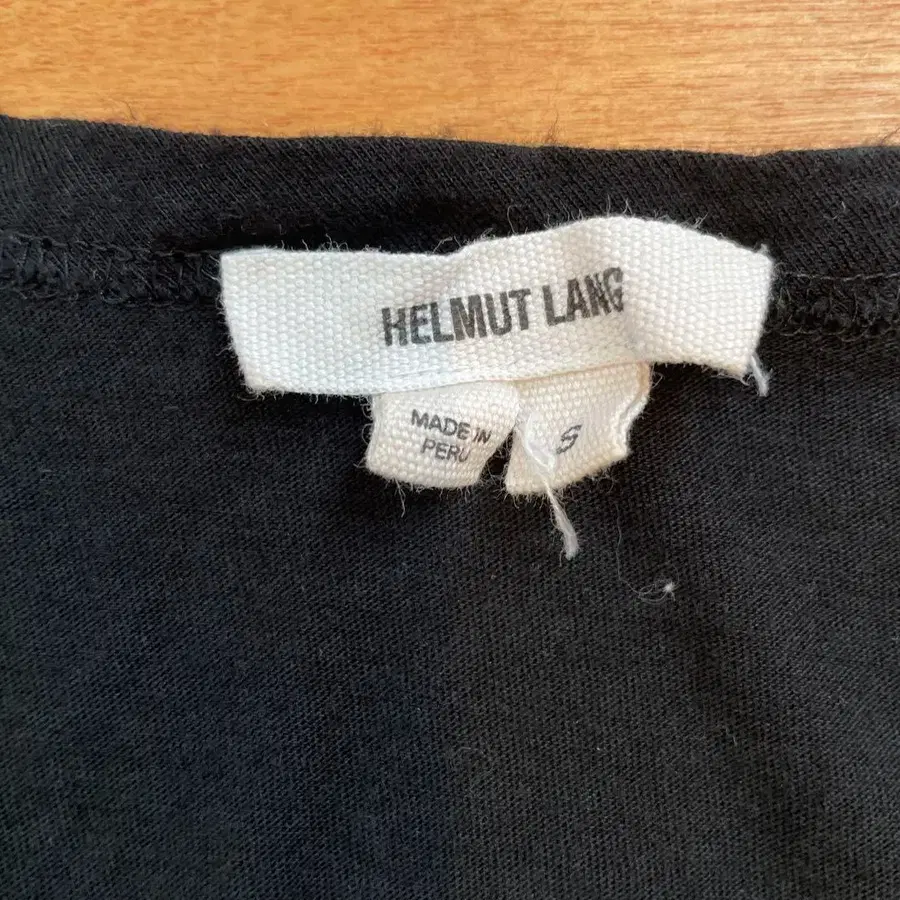 HELMUT LANG
MADE IN
PERU
S